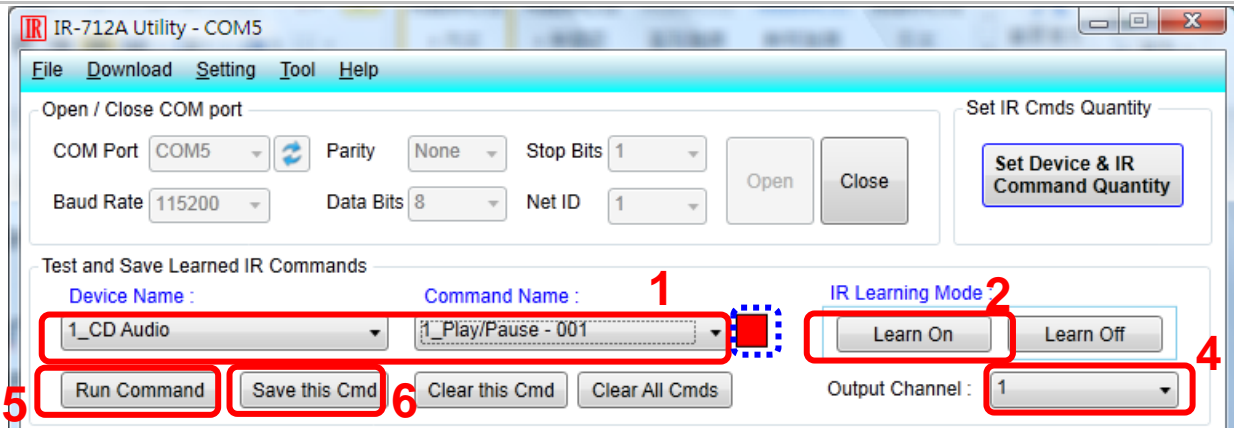 IR IR-712A Utility - COM5
File Download Setting Tool Help
Open / Close COM port
Set IR Cmds Quantity
COM Port COM5 Parity None Stop Bits 1
Open Close
Set Device & IR
Command Quantity
Baud Rate 115200 Data Bits 8 Net ID 1
Test and Save Learned IR Commands
Device Name : Command Name : 1 IR Learning Mode : 2
1_CD Audio 1_Play/Pause - 001 Learn On Learn Off
5 Run Command Save this Cmd 6 Clear this Cmd Clear All Cmds Output Channel : 1 4